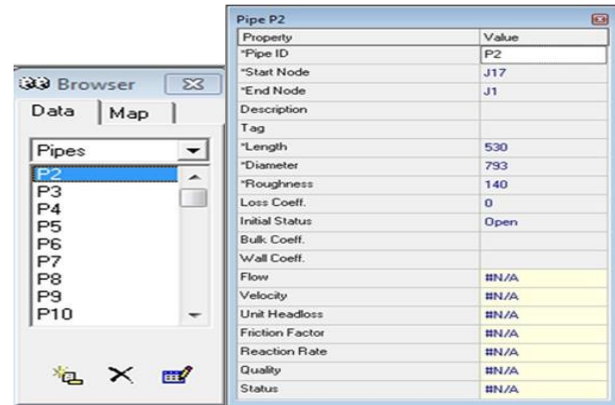 Browser
Data Map
Pipes
P2
P3
P4
P5
P6
P7
P8
P9
P10
Pipe P2
Property Value
*Pipe ID P2
*Start Node J17
*End Node J1
Description
Tag
*Length 530
*Diameter 793
*Roughness 140
Loss Coeff. 0
Initial Status Open
Bulk Coeff.
Wall Coeff.
Flow #N/A
Velocity #N/A
Unit Headloss #N/A
Friction Factor #N/A
Reaction Rate #N/A
Quality #N/A
Status #N/A